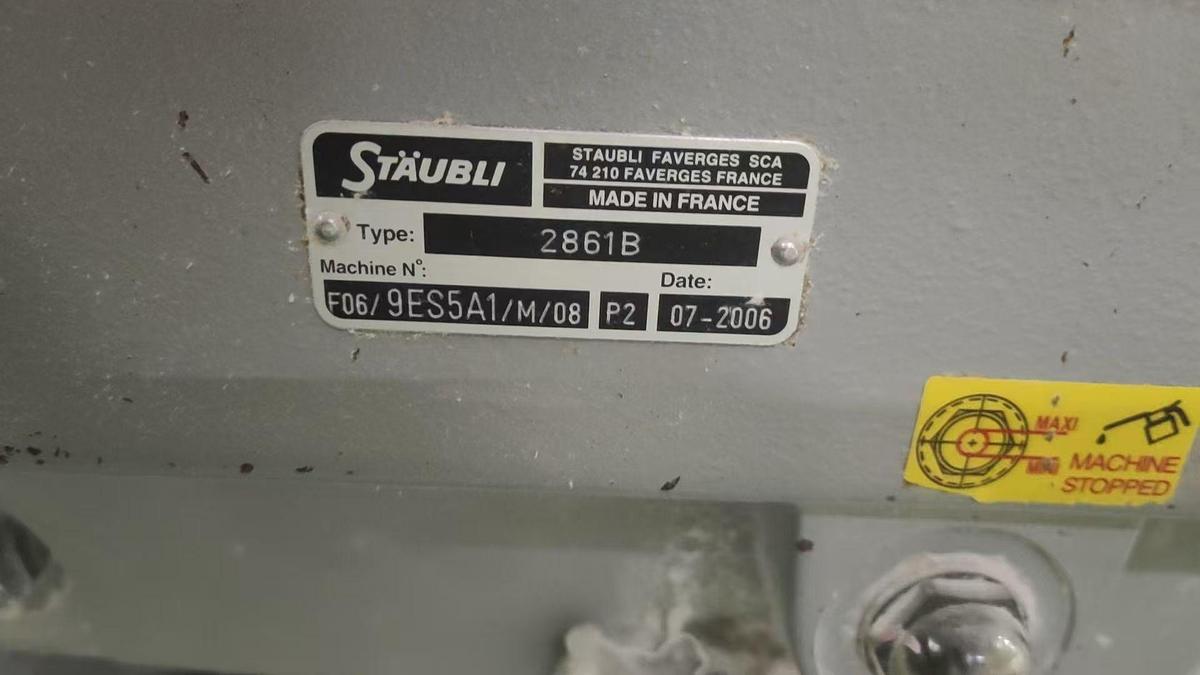 STÄUBLI
STAUBLI FAVERGES SCA
74 210 FAVERGES FRANCE
MADE IN FRANCE
Type: 2861B
Machine N°:
Date:
F06/9ES5A1/M/08 P2 07-2006
MAXI
MINI
MACHINE
STOPPED